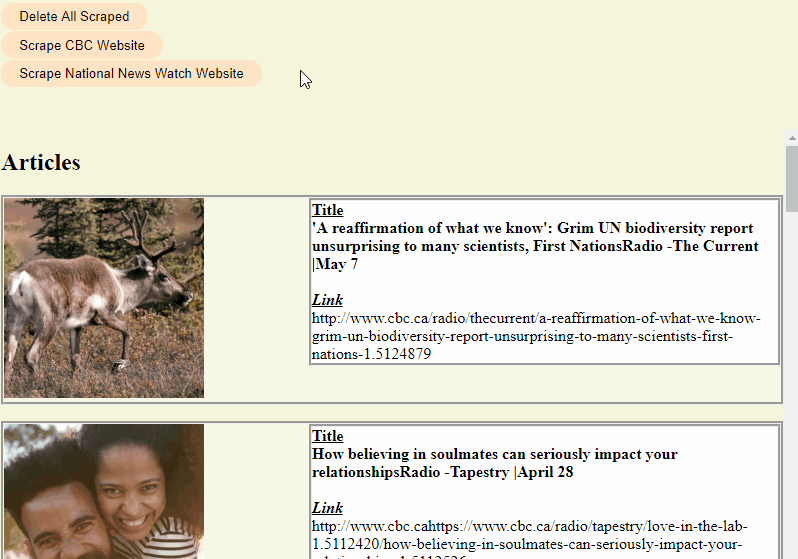 Delete All Scraped
Scrape CBC Website
Scrape National News Watch Website
Articles
Title
'A reaffirmation of what we know': Grim UN biodiversity report
unsurprising to many scientists, First NationsRadio -The Current
|May 7
Link
http://www.cbc.ca/radio/thecurrent/a-reaffirmation-of-what-we-know-
grim-un-biodiversity-report-unsurprising-to-many-scientists-first-
nations-1.5124879
Title
How believing in soulmates can seriously impact your
relationshipsRadio -Tapestry |April 28
Link
http://www.cbc.cahttps://www.cbc.ca/radio/tapestry/love-in-the-lab-
1.5112420/how-believing-in-soulmates-can-seriously-impact-your-